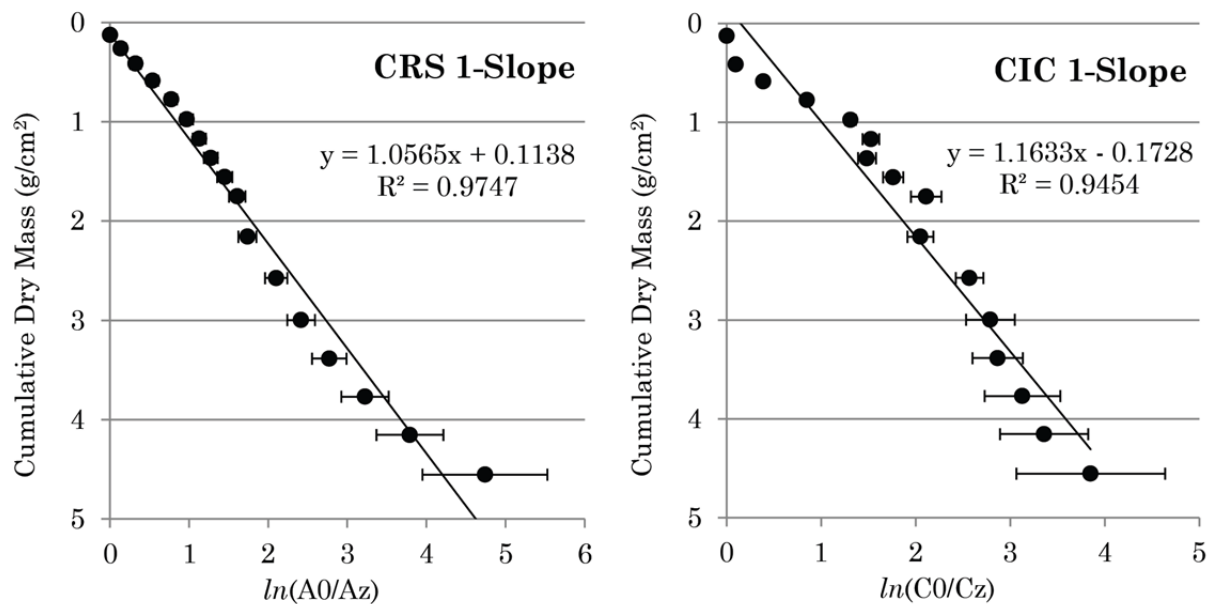 CRS 1-Slope
y = 1.0565x + 0.1138
R² = 0.9747
Cumulative Dry Mass (g/cm²)
0
1
2
3
4
5
0 1 2 3 4 5 6
ln(A0/Az)
CIC 1-Slope
y = 1.1633x - 0.1728
R² = 0.9454
Cumulative Dry Mass (g/cm²)
0
1
2
3
4
5
0 1 2 3 4 5
ln(C0/Cz)